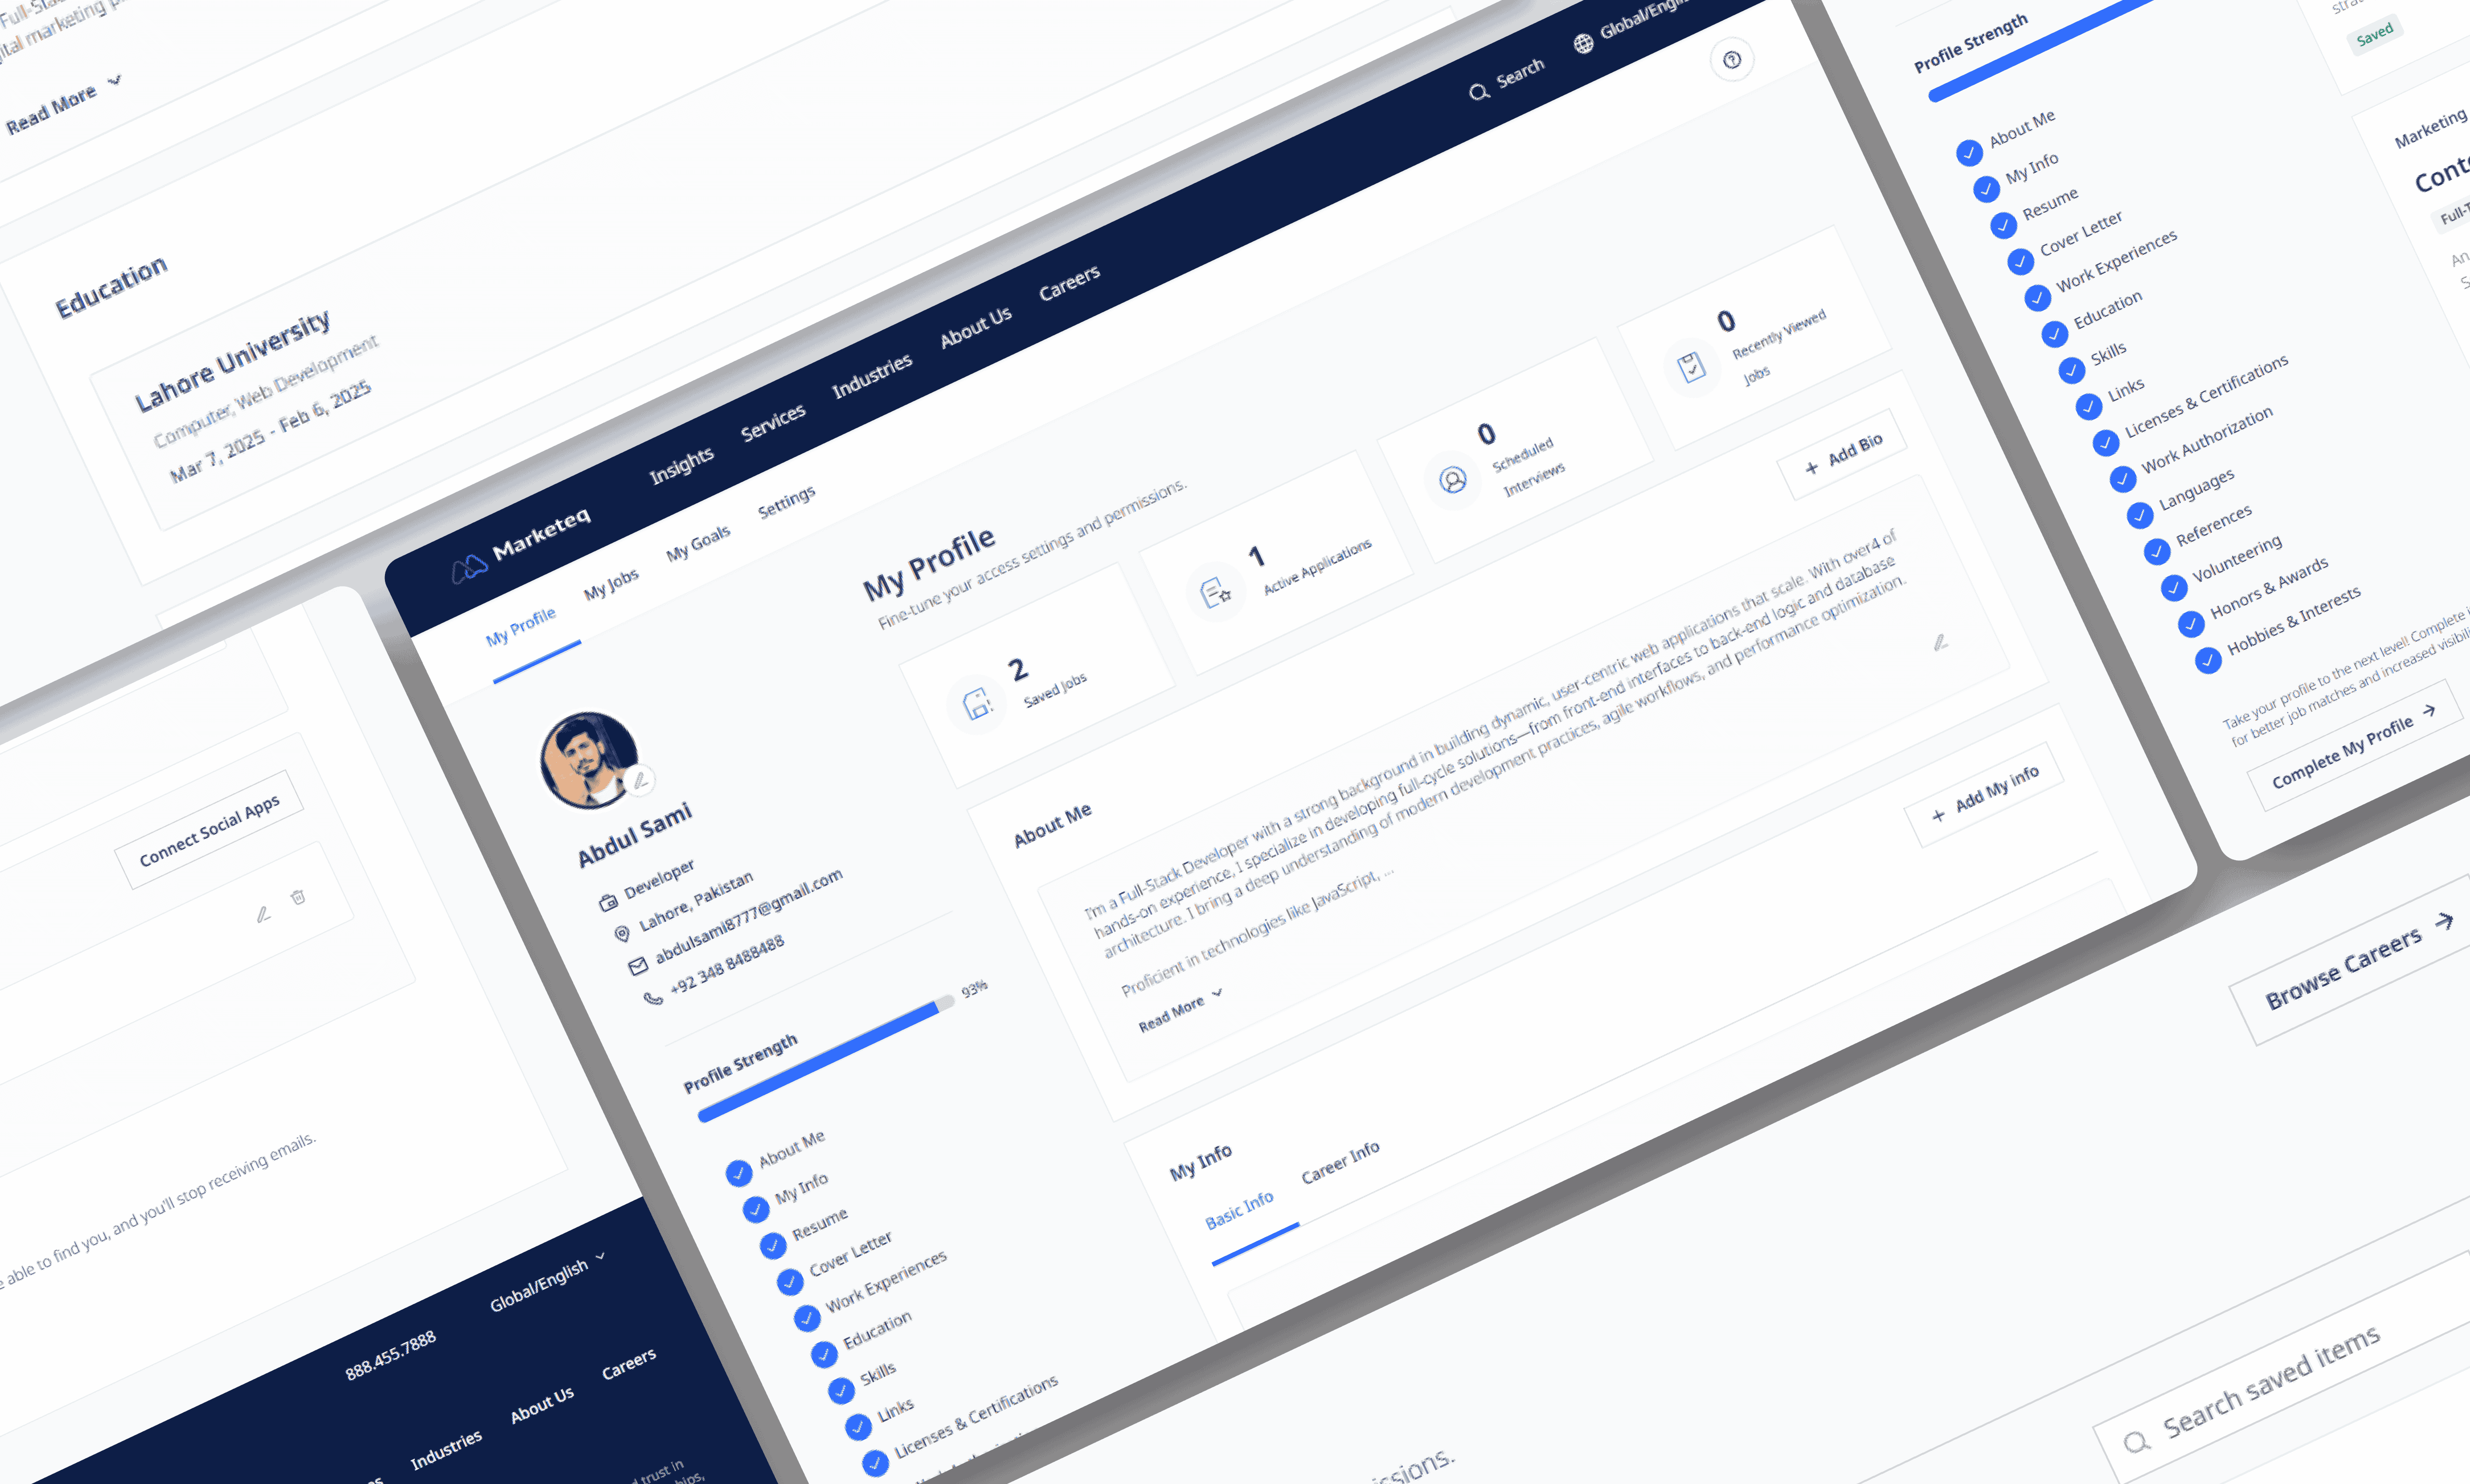 Read More
Education
Lahore University
Computer, Web Development
Mar 7, 2025 - Feb 6, 2025
Connect Social Apps
able to find you, and you'll stop receiving emails.
888.455.7888
Global/English
Industries
About Us
Careers
trust in
Marketeq
Insights
Services
Industries
About Us
Careers
Search
My Profile
My Jobs
My Goals
Settings
Abdul Sami
Developer
Lahore, Pakistan
abdulsami8777@gmail.com
+92 348 8488488
Profile Strength
93%
About Me
My Info
Resume
Cover Letter
Work Experiences
Education
Skills
Links
Licenses & Certifications
My Profile
Fine-tune your access settings and permissions.
2
Saved Jobs
1
Active Applications
0
Scheduled
Interviews
0
Recently Viewed
Jobs
About Me
+ Add Bio
I'm a Full-Stack Developer with a strong background in building dynamic, user-centric web applications that scale. With over4 of
hands-on experience, I specialize in developing full-cycle solutions—from front-end interfaces to back-end logic and database
architecture. I bring a deep understanding of modern development practices, agile workflows, and performance optimization.
Proficient in technologies like JavaScript, ...
Read More
My Info
+ Add My info
Basic Info
Career Info
Profile Strength
About Me
My Info
Resume
Cover Letter
Work Experiences
Education
Skills
Links
Licenses & Certifications
Work Authorization
Languages
References
Volunteering
Honors & Awards
Hobbies & Interests
Take your profile to the next level! Complete
for better job matches and increased
Complete My Profile
Saved
Marketing
Browse Careers
Search saved items